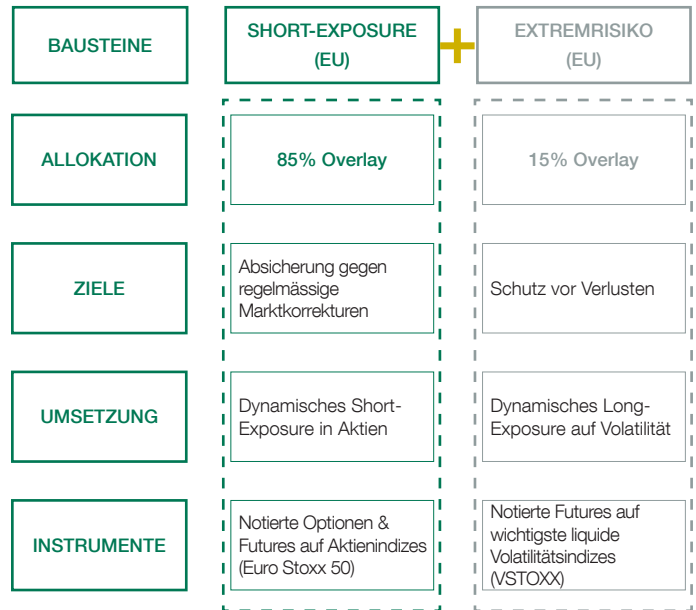 BAUSTEINE
SHORT-EXPOSURE
(EU)
+
EXTREMRISIKO
(EU)
ALLOKATION
85% Overlay
15% Overlay
ZIELE
Absicherung gegen
regelmässige
Marktkorrekturen
Schutz vor Verlusten
UMSETZUNG
Dynamisches Short-
Exposure in Aktien
Dynamisches Long-
Exposure auf Volatilität
INSTRUMENTE
Notierte Optionen &
Futures auf Aktienindizes
(Euro Stoxx 50)
Notierte Futures auf
wichtigste liquide
Volatilitätsindizes
(VSTOXX)